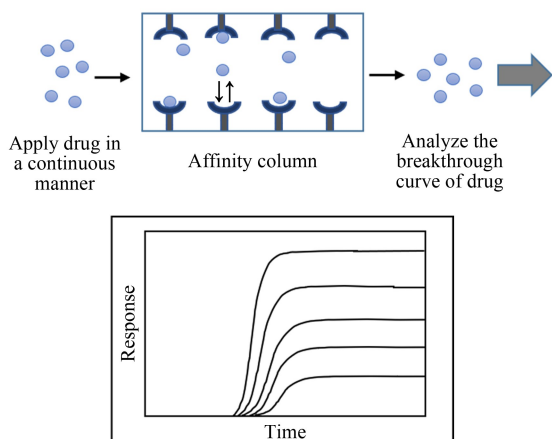 Apply drug in
a continuous
manner
Affinity column
Analyze the
breakthrough
curve of drug
Response
Time